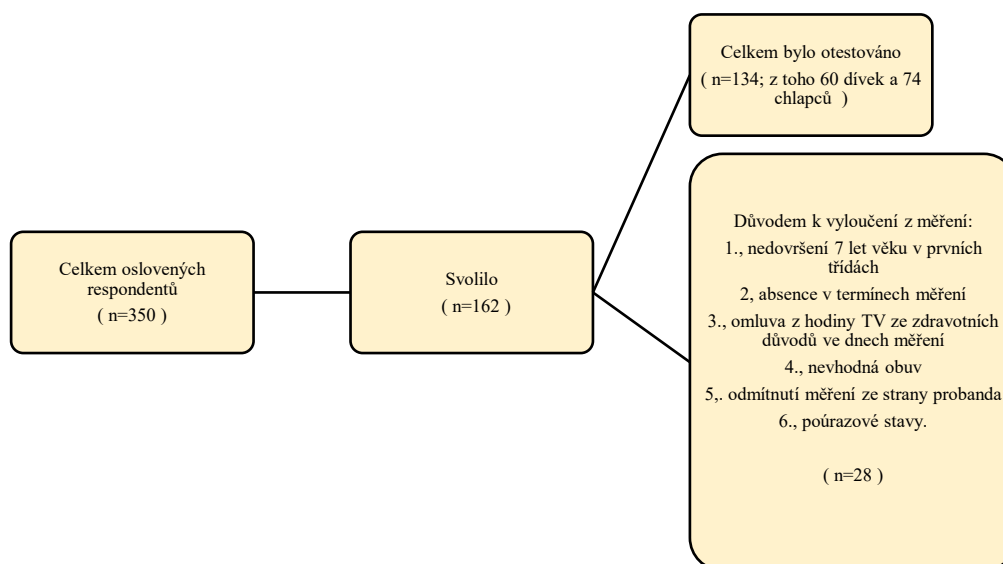 Celkem oslovených
respondentů
( n=350 )
Svolilo
( n=162 )
Celkem bylo otestováno
( n=134; z toho 60 dívek a 74
chlapců  )
Důvodem k vyloučení z měření:
1., nedovršení 7 let věku v prvních
třídách
2, absence v termínech měření
3., omluva z hodiny TV ze zdravotních
důvodů ve dnech měření
4., nevhodná obuv
5,. odmítnutí měření ze strany probanda
6., poúrazové stavy.
( n=28 )